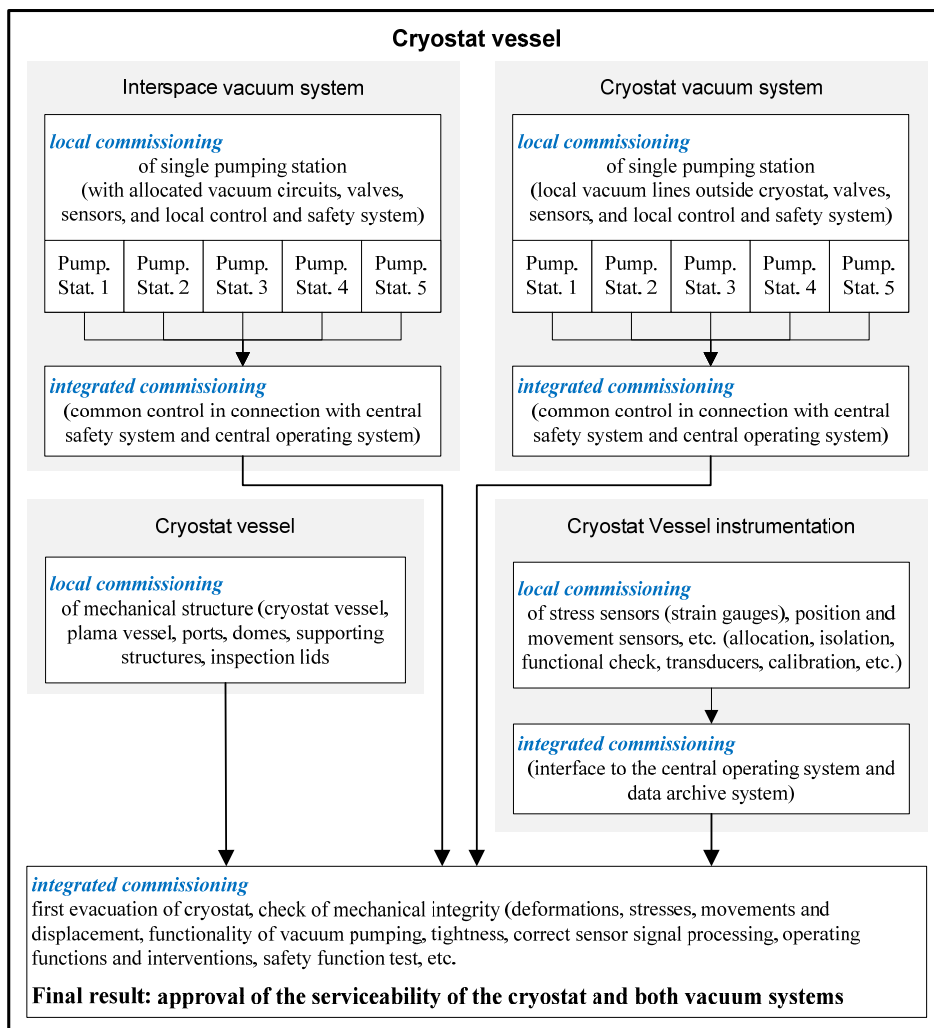 Cryostat vessel
Interspace vacuum system
local commissioning
of single pumping station
(with allocated vacuum circuits, valves,
sensors, and local control and safety system)
Pump. Stat. 1
Pump. Stat. 2
Pump. Stat. 3
Pump. Stat. 4
Pump. Stat. 5
integrated commissioning
(common control in connection with central
safety system and central operating system)
Cryostat vacuum system
local commissioning
of single pumping station
(local vacuum lines outside cryostat, valves,
sensors, and local control and safety system)
Pump. Stat. 1
Pump. Stat. 2
Pump. Stat. 3
Pump. Stat. 4
Pump. Stat. 5
integrated commissioning
(common control in connection with central
safety system and central operating system)
Cryostat vessel
local commissioning
of mechanical structure (cryostat vessel,
plama vessel, ports, domes, supporting
structures, inspection lids
Cryostat Vessel instrumentation
local commissioning
of stress sensors (strain gauges), position and
movement sensors, etc. (allocation, isolation,
functional check, transducers, calibration, etc.)
integrated commissioning
(interface to the central operating system and
data archive system)
integrated commissioning
first evacuation of cryostat, check of mechanical integrity (deformations, stresses, movements and
displacement, functionality of vacuum pumping, tightness, correct sensor signal processing, operating
functions and interventions, safety function test, etc.
Final result: approval of the serviceability of the cryostat and both vacuum systems